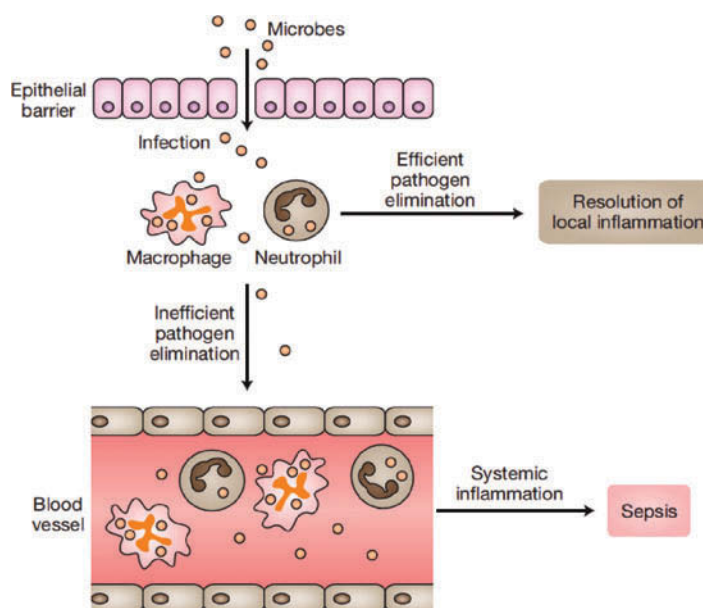 Microbes
Epithelial
barrier
Infection
Efficient
pathogen
elimination
Resolution of
local inflammation
Macrophage
Neutrophil
Inefficient
pathogen
elimination
Blood
vessel
Systemic
inflammation
Sepsis